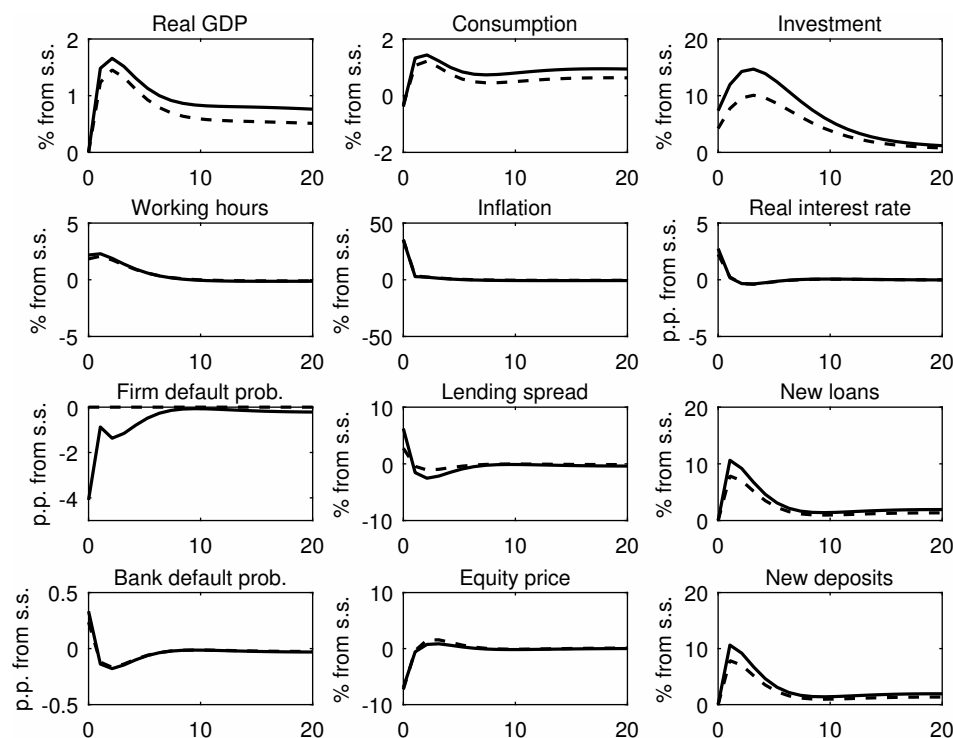 Real GDP
Consumption
Investment
% from s.s.
2
1
0
0 10 20
% from s.s.
2
0
-2
0 10 20
% from s.s.
20
10
0
0 10 20
Working hours
Inflation
Real interest rate
% from s.s.
5
0
-5
0 10 20
% from s.s.
50
0
-50
0 10 20
p.p. from s.s.
5
0
-5
0 10 20
Firm default prob.
Lending spread
New loans
p.p. from s.s.
0
-2
-4
0 10 20
% from s.s.
10
0
-10
0 10 20
% from s.s.
20
10
0
0 10 20
Bank default prob.
Equity price
New deposits
p.p. from s.s.
0.5
0
-0.5
0 10 20
% from s.s.
10
0
-10
0 10 20
% from s.s.
20
10
0
0 10 20